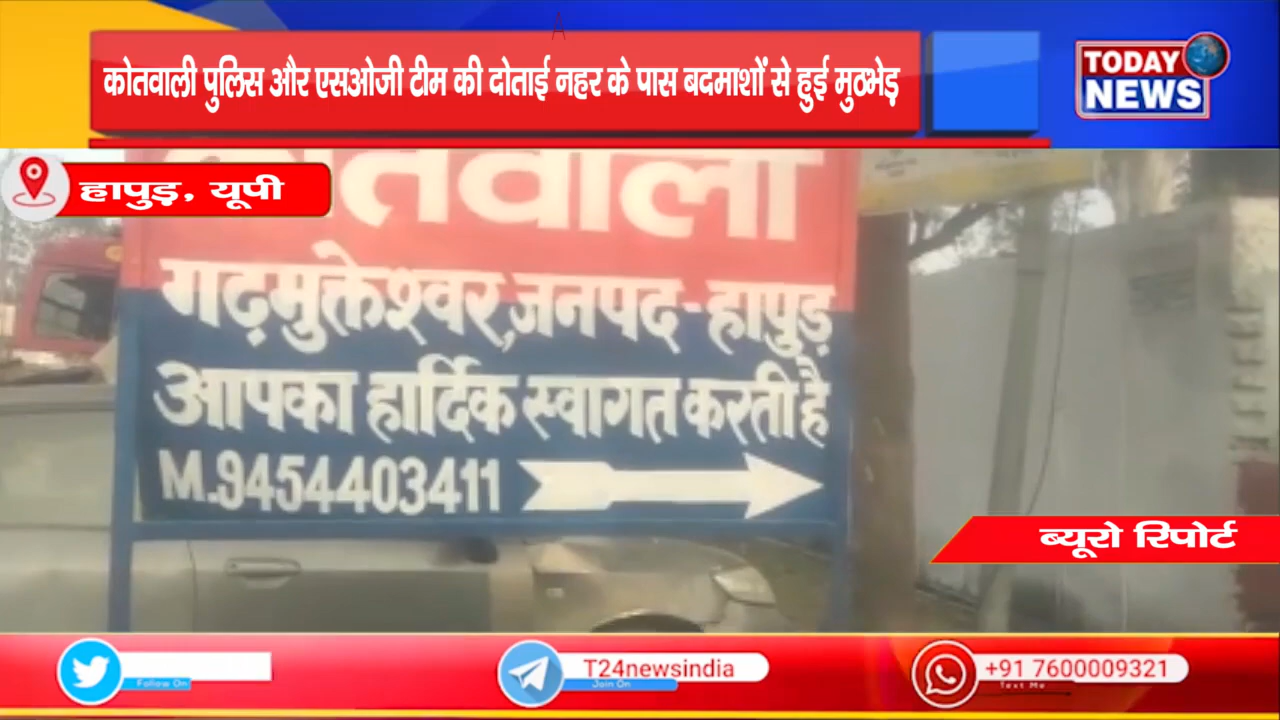 कोतवाली पुलिस और एसओजी टीम की दोताई नहर के पास बदमाशों से हुई मुठभेड़
TODAY
NEWS
हापुड़, यूपी
कोतवाली
गढ़मुक्तेश्वर,जनपद-हापुड़
आपका हार्दिक स्वागत करती है
M.9454403411
ब्यूरो रिपोर्ट
Follow On
T24newsindia
Join On
+91 7600009321
Text Me